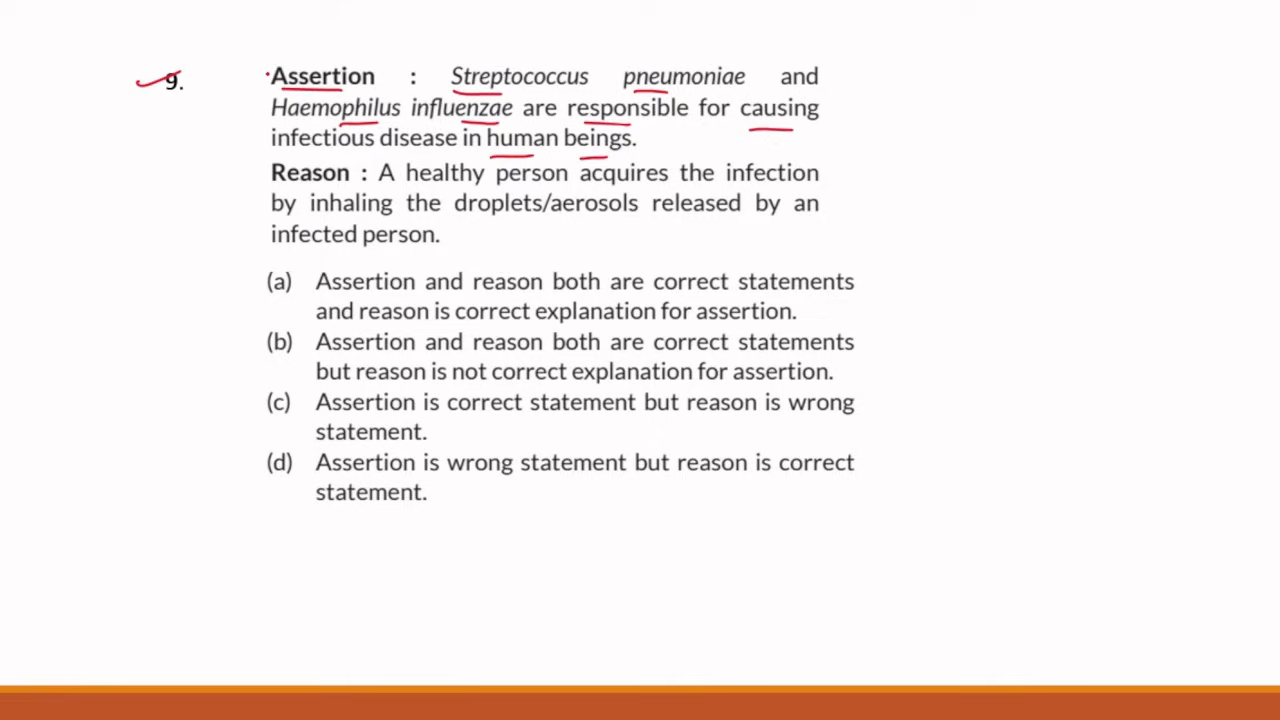 9. Assertion : Streptococcus pneumoniae and
Haemophilus influenzae are responsible for causing
infectious disease in human beings.
Reason : A healthy person acquires the infection
by inhaling the droplets/aerosols released by an
infected person.
(a) Assertion and reason both are correct statements
and reason is correct explanation for assertion.
(b) Assertion and reason both are correct statements
but reason is not correct explanation for assertion.
(c) Assertion is correct statement but reason is wrong
statement.
(d) Assertion is wrong statement but reason is correct
statement.